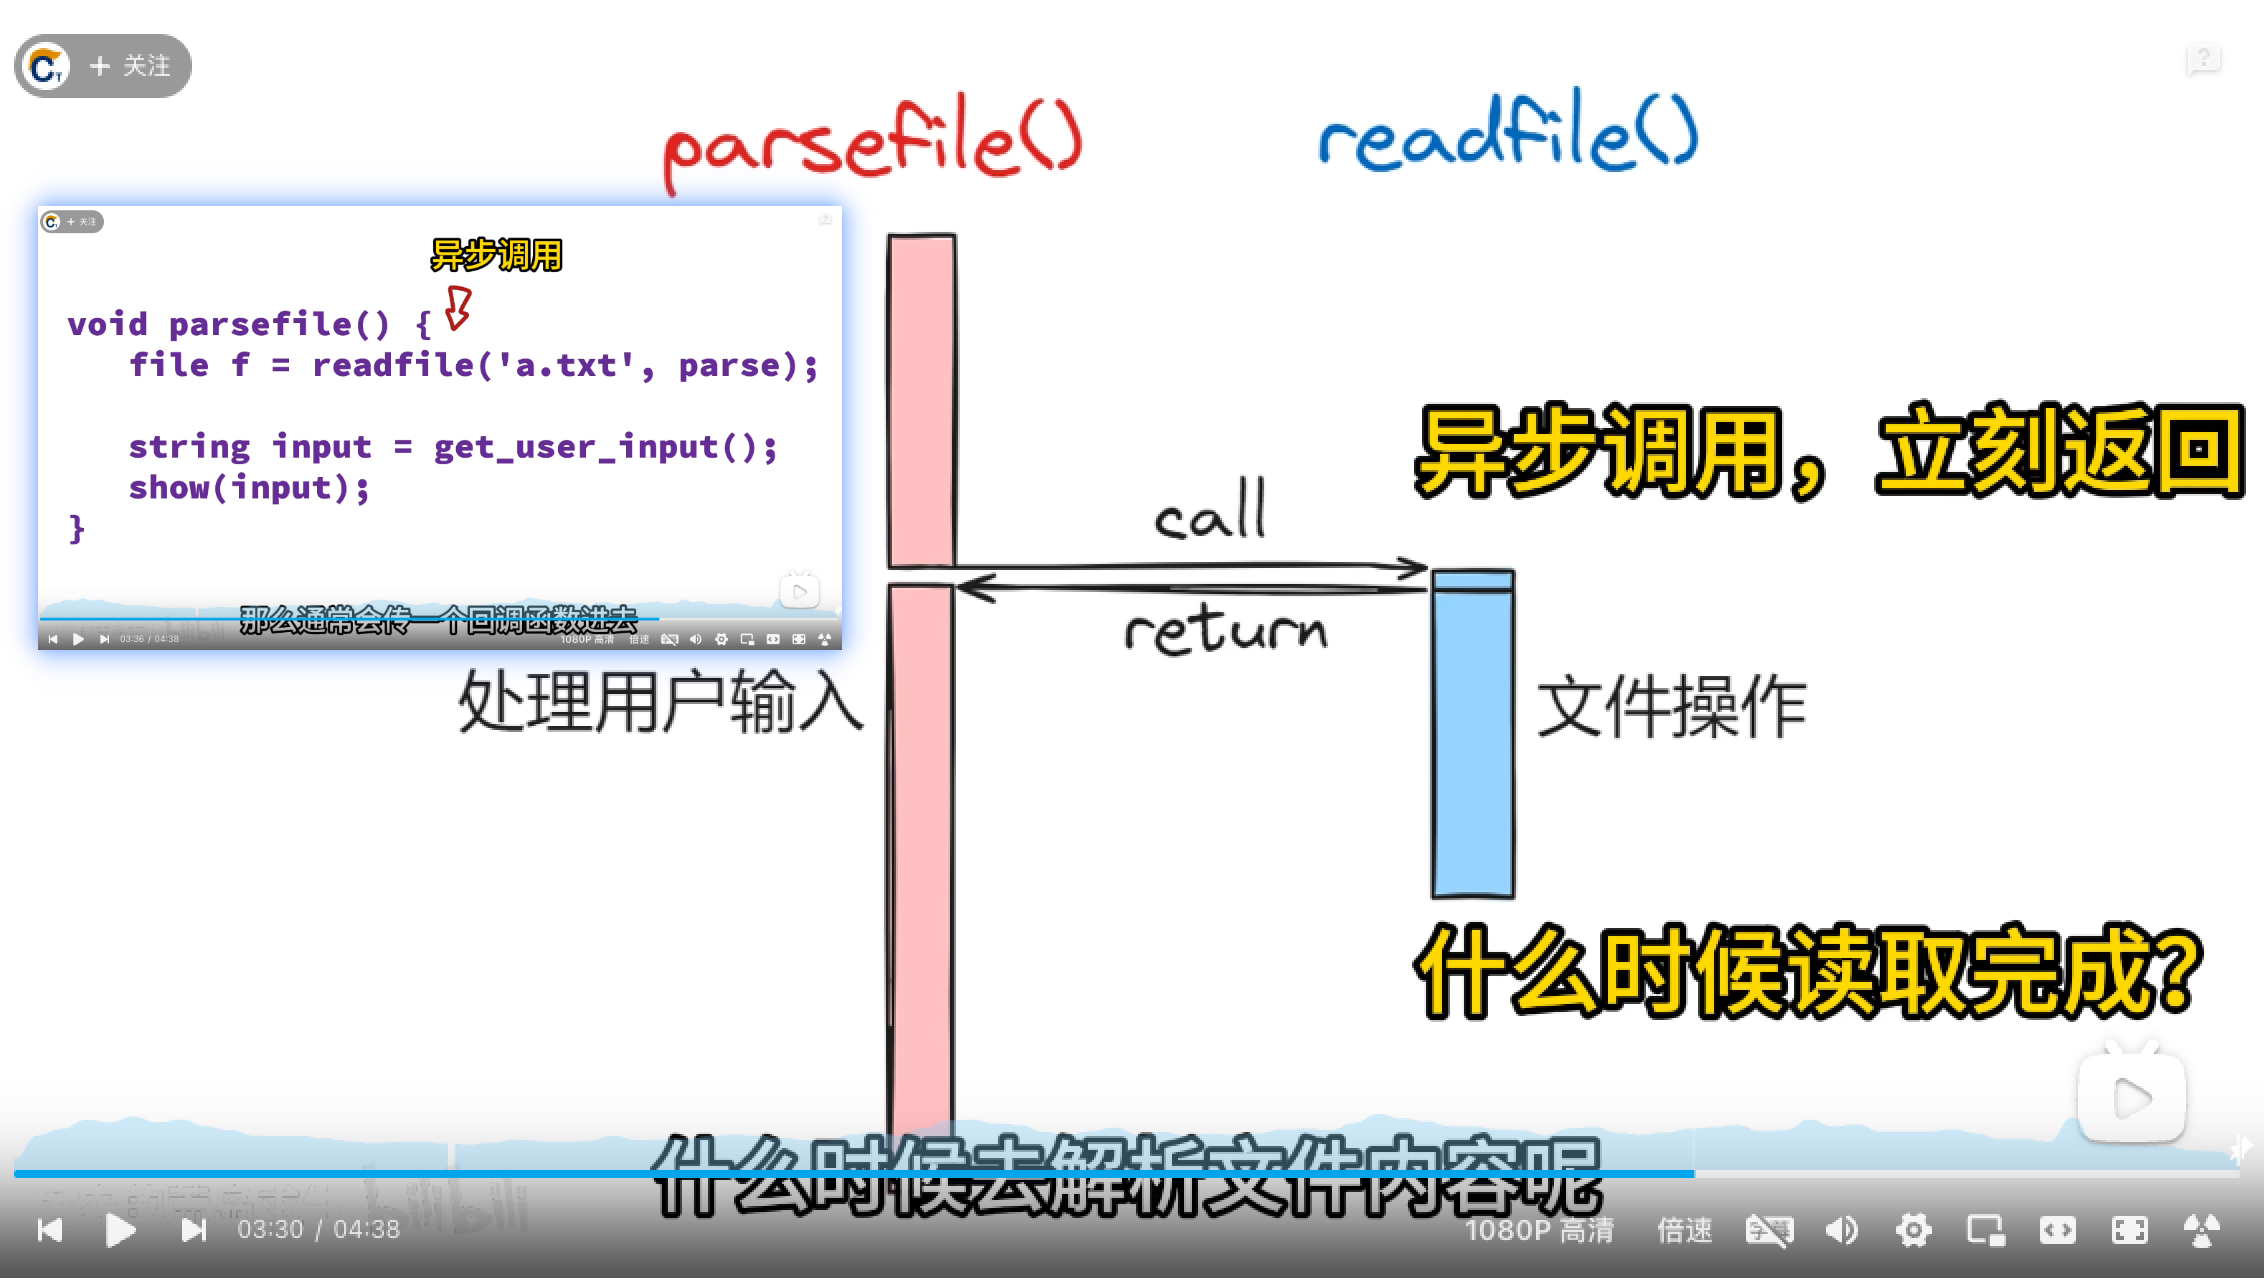 + 关注
parsefile()
readfile()
+ 关注
异步调用
void parsefile() {
file f = readfile('a.txt', parse);
string input = get_user_input();
show(input);
}
那么通常会传一个回调函数进去
03:36 / 04:38
1080P 高清
倍速
异步调用，立刻返回
call
return
处理用户输入
文件操作
什么时候读取完成？
什么时候去解析文件内容呢
bilibili
03:30 / 04:38
1080P 高清
倍速
字幕